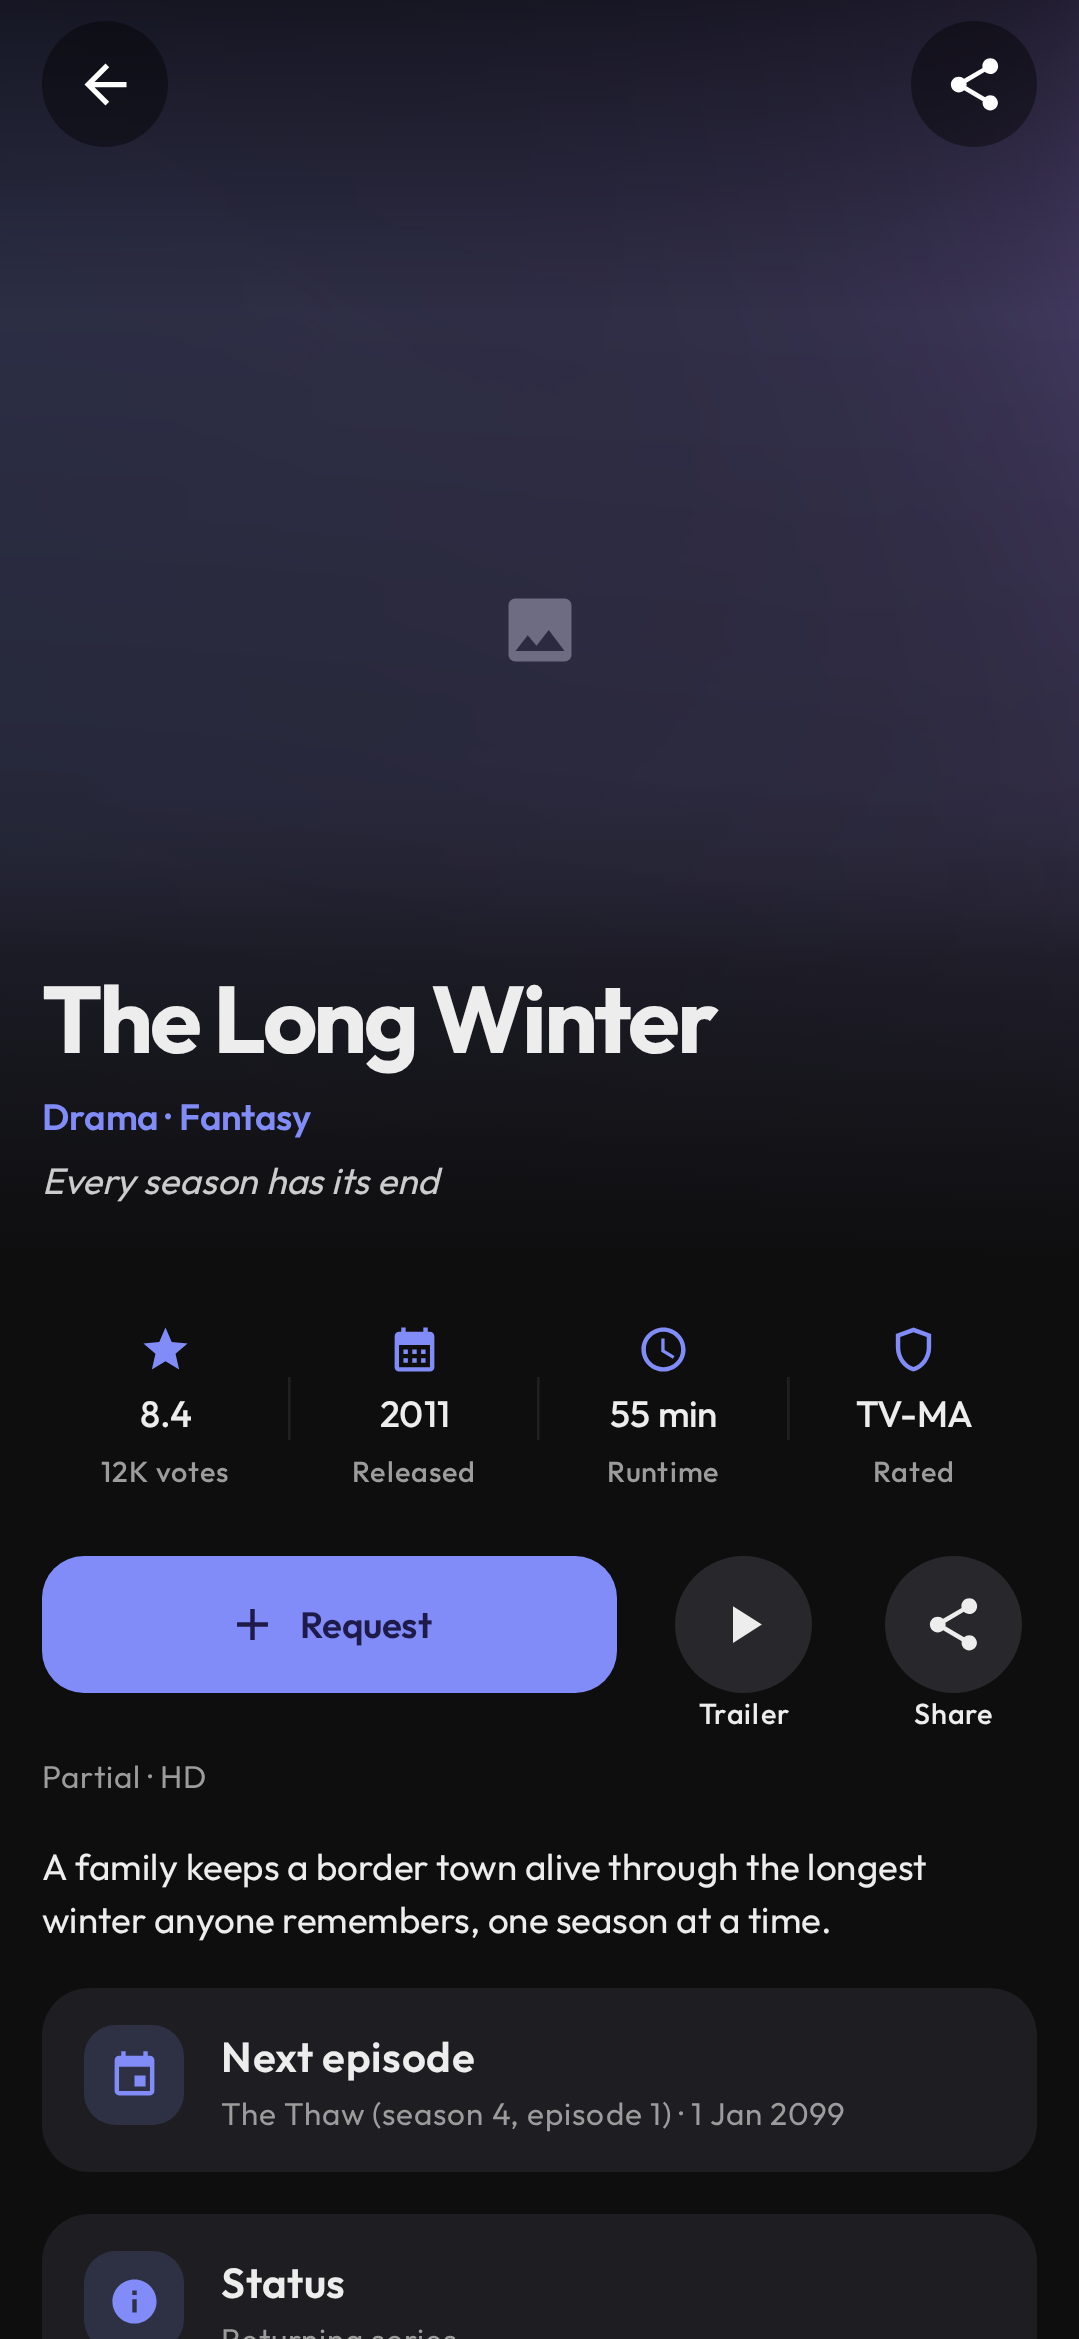 The Long Winter
Drama · Fantasy
Every season has its end
8.4
2011
55 min
TV-MA
12K votes
Released
Runtime
Rated
Request
Trailer
Share
Partial · HD
A family keeps a border town alive through the longest
winter anyone remembers, one season at a time.
Next episode
The Thaw (season 4, episode 1) · 1 Jan 2099
Status
Returning series